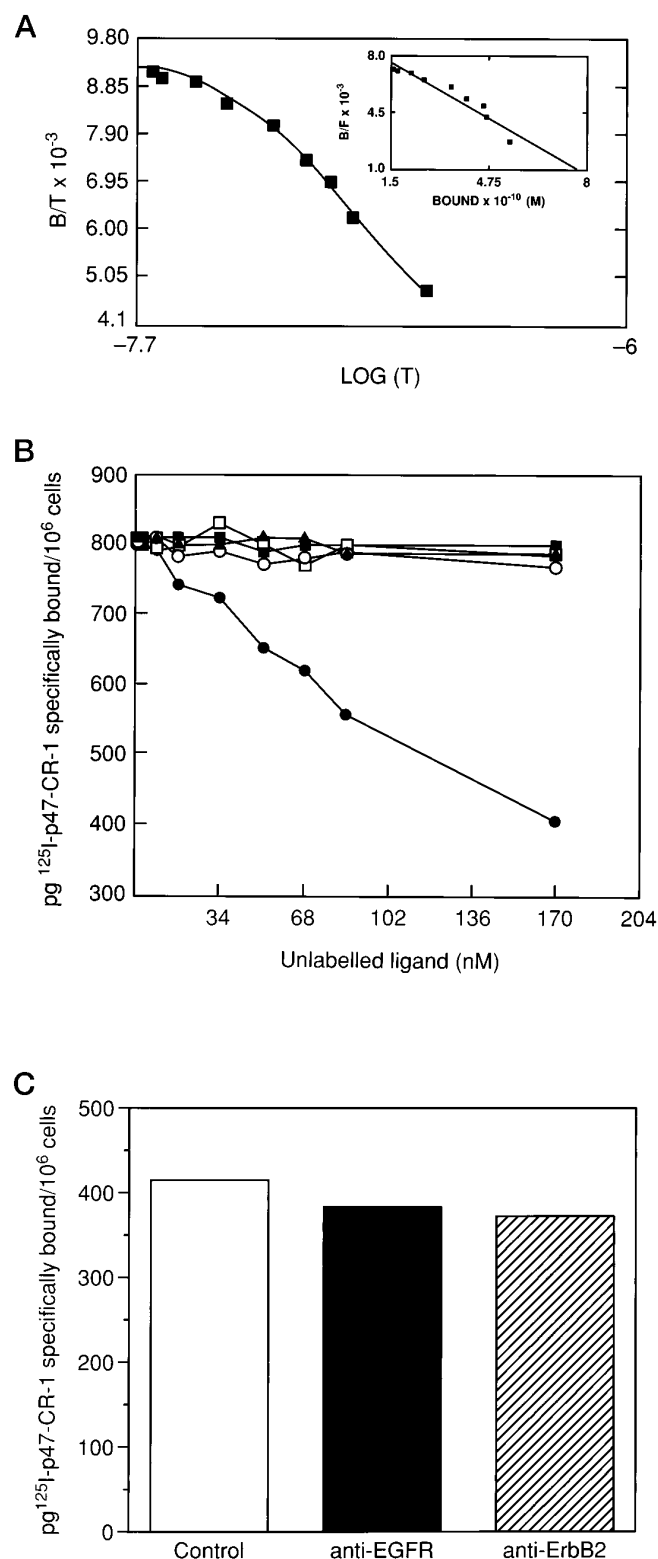 A
9.80
8.85
7.90
6.95
6.00
5.05
4.1
B/T x 10⁻³
–7.7
–6
LOG (T)
8.0
4.5
1.0
B/F x 10⁻³
1.5
4.75
8
BOUND x 10⁻¹⁰ (M)
B
900
800
700
600
500
400
300
pg ¹²⁵I-p47-CR-1 specifically bound/10⁶ cells
34
68
102
136
170
204
Unlabelled ligand (nM)
C
500
400
300
200
100
0
pg¹²⁵I-p47-CR-1 specifically bound/10⁶ cells
Control
anti-EGFR
anti-ErbB2